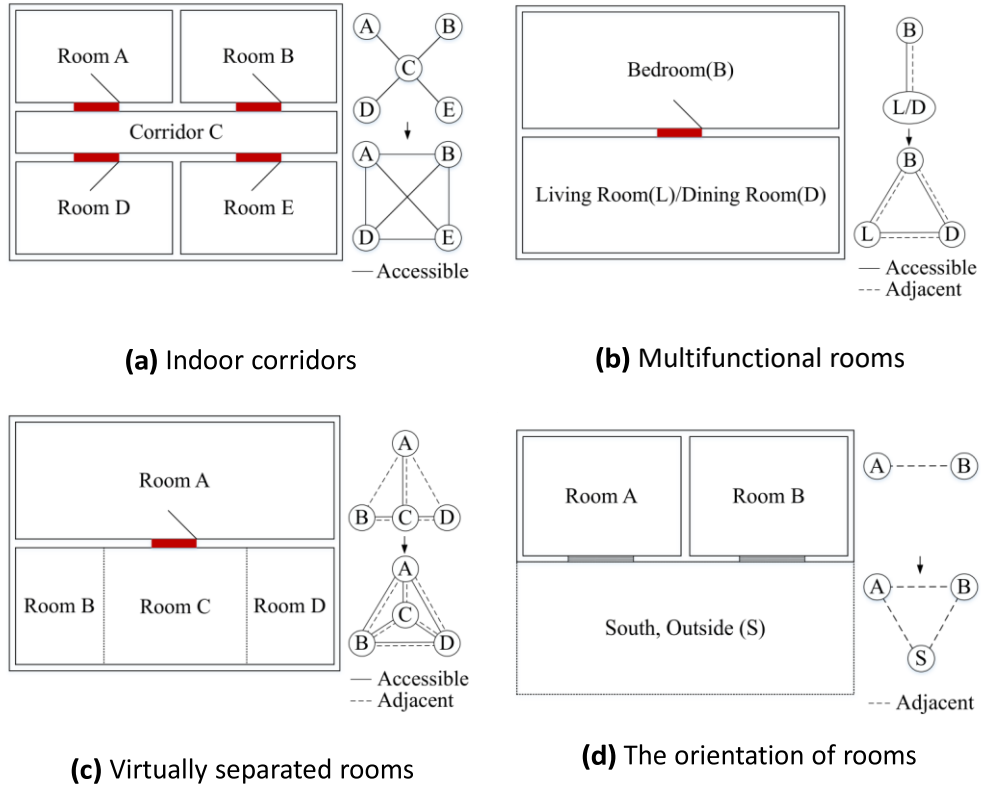 Room A
Room B
Corridor C
Room D
Room E
A
B
C
D
E
A
B
D
E
Accessible
(a) Indoor corridors
Bedroom(B)
Living Room(L)/Dining Room(D)
B
L/D
B
L
D
Accessible
Adjacent
(b) Multifunctional rooms
Room A
Room B
Room C
Room D
A
B
C
D
A
C
B
D
Accessible
Adjacent
(c) Virtually separated rooms
Room A
Room B
South, Outside (S)
A
B
A
B
S
Adjacent
(d) The orientation of rooms